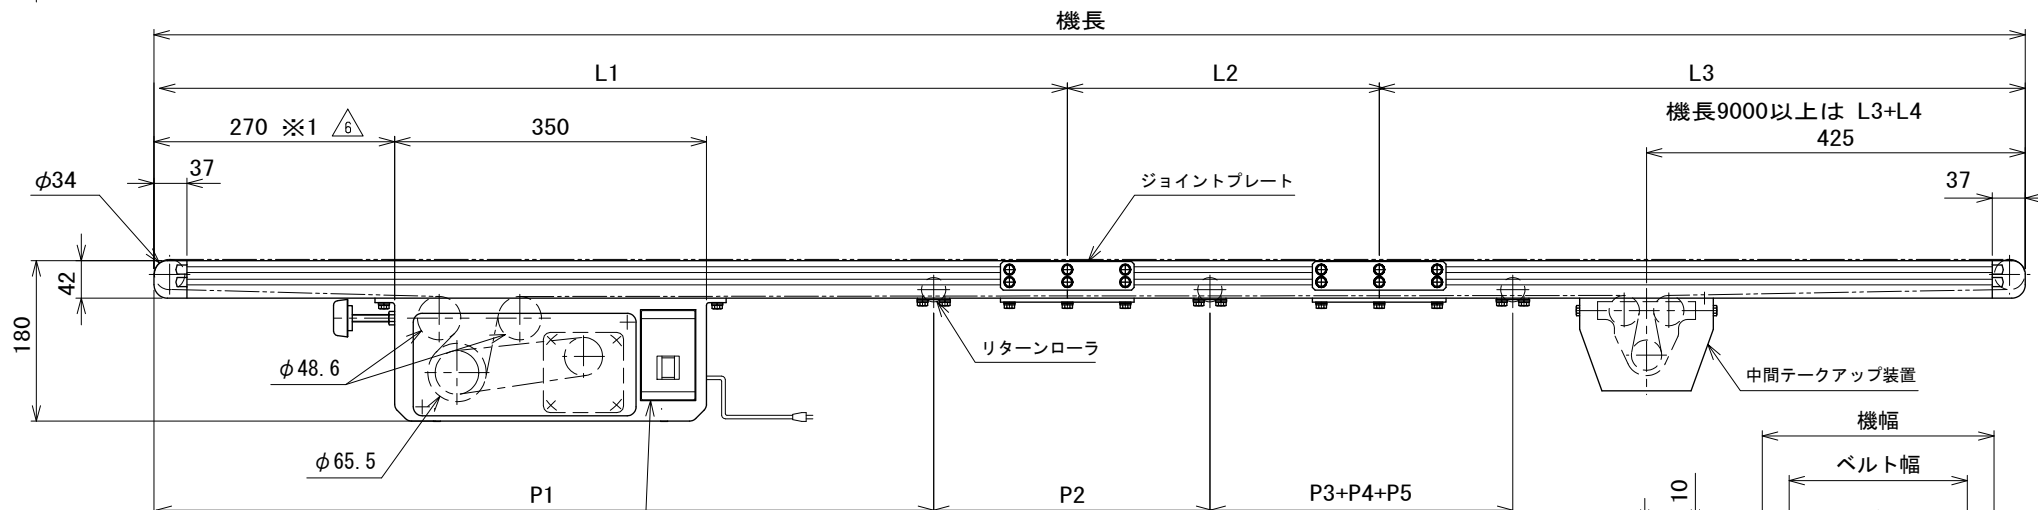 機長
L1
L2
L3
機長9000以上は L3+L4
270 ※1 6
350
425
37
37
φ34
ジョイントプレート
42
180
φ48.6
リターンローラ
中間テークアップ装置
φ65.5
機幅
ベルト幅
P1
P2
P3+P4+P5
10